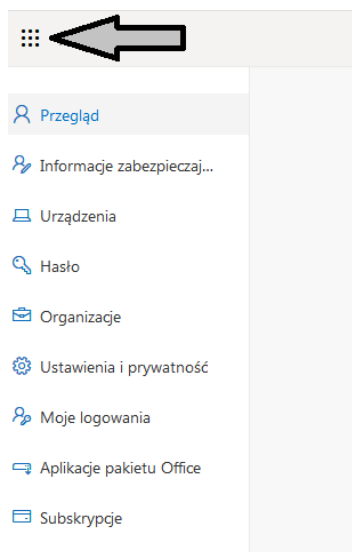 Przegląd
Informacje zabezpieczaj...
Urządzenia
Hasło
Organizacje
Ustawienia i prywatność
Moje logowania
Aplikacje pakietu Office
Subskrypcje